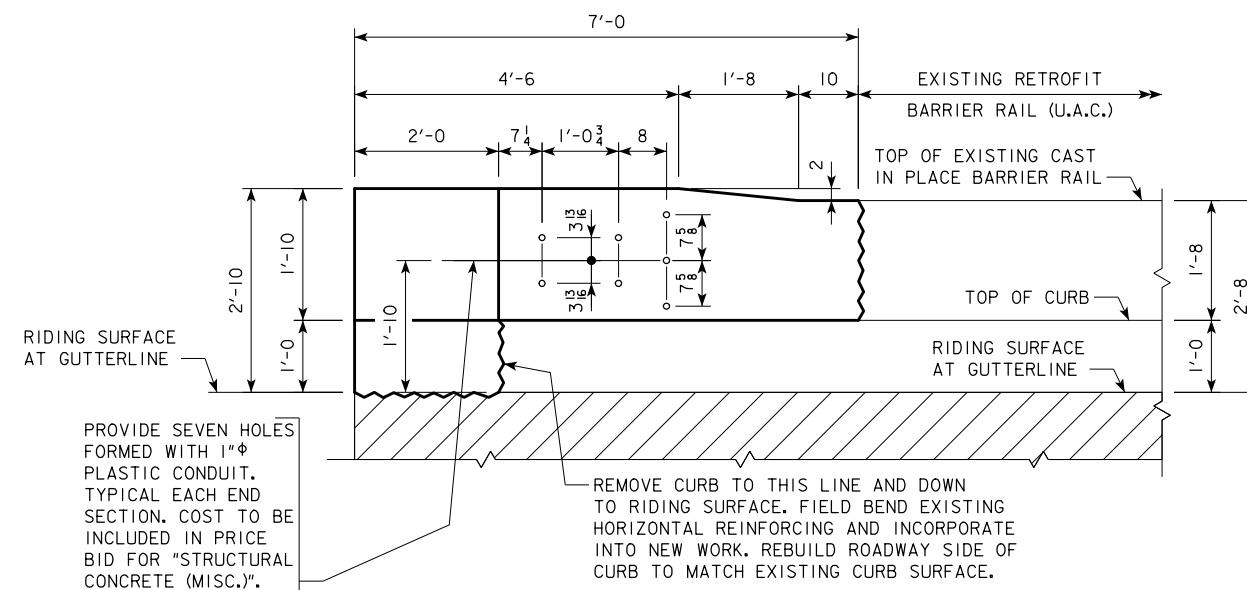 7'-0
4'-6
1'-8
10
EXISTING RETROFIT
BARRIER RAIL (U.A.C.)
2'-0
7 1/4
1'-0 3/4
8
2
TOP OF EXISTING CAST
IN PLACE BARRIER RAIL
3 13/16
3 13/16
7 5/8
7 5/8
2'-10
1'-10
1'-0
1'-10
1'-8
2'-8
1'-0
TOP OF CURB
RIDING SURFACE
AT GUTTERLINE
RIDING SURFACE
AT GUTTERLINE
PROVIDE SEVEN HOLES
FORMED WITH 1"Φ
PLASTIC CONDUIT.
TYPICAL EACH END
SECTION. COST TO BE
INCLUDED IN PRICE
BID FOR "STRUCTURAL
CONCRETE (MISC.)".
REMOVE CURB TO THIS LINE AND DOWN
TO RIDING SURFACE. FIELD BEND EXISTING
HORIZONTAL REINFORCING AND INCORPORATE
INTO NEW WORK. REBUILD ROADWAY SIDE OF
CURB TO MATCH EXISTING CURB SURFACE.